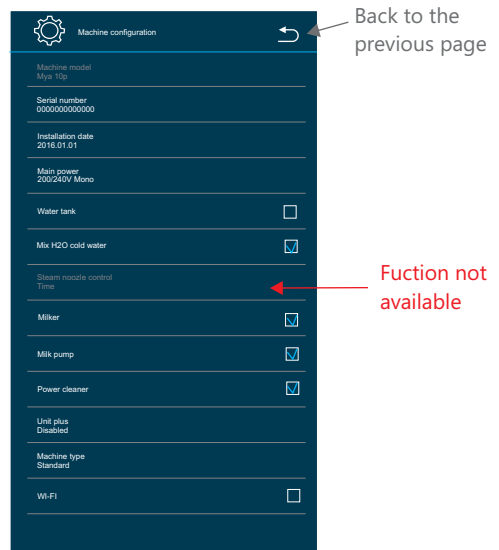 Machine configuration
Back to the
previous page
Machine model
Mya 10p
Serial number
0000000000000
Installation date
2016.01.01
Main power
200/240V Mono
Water tank
Mix H2O cold water
Steam noozle control
Time
Fuction not
available
Milker
Milk pump
Power cleaner
Unit plus
Disabled
Machine type
Standard
WI-FI